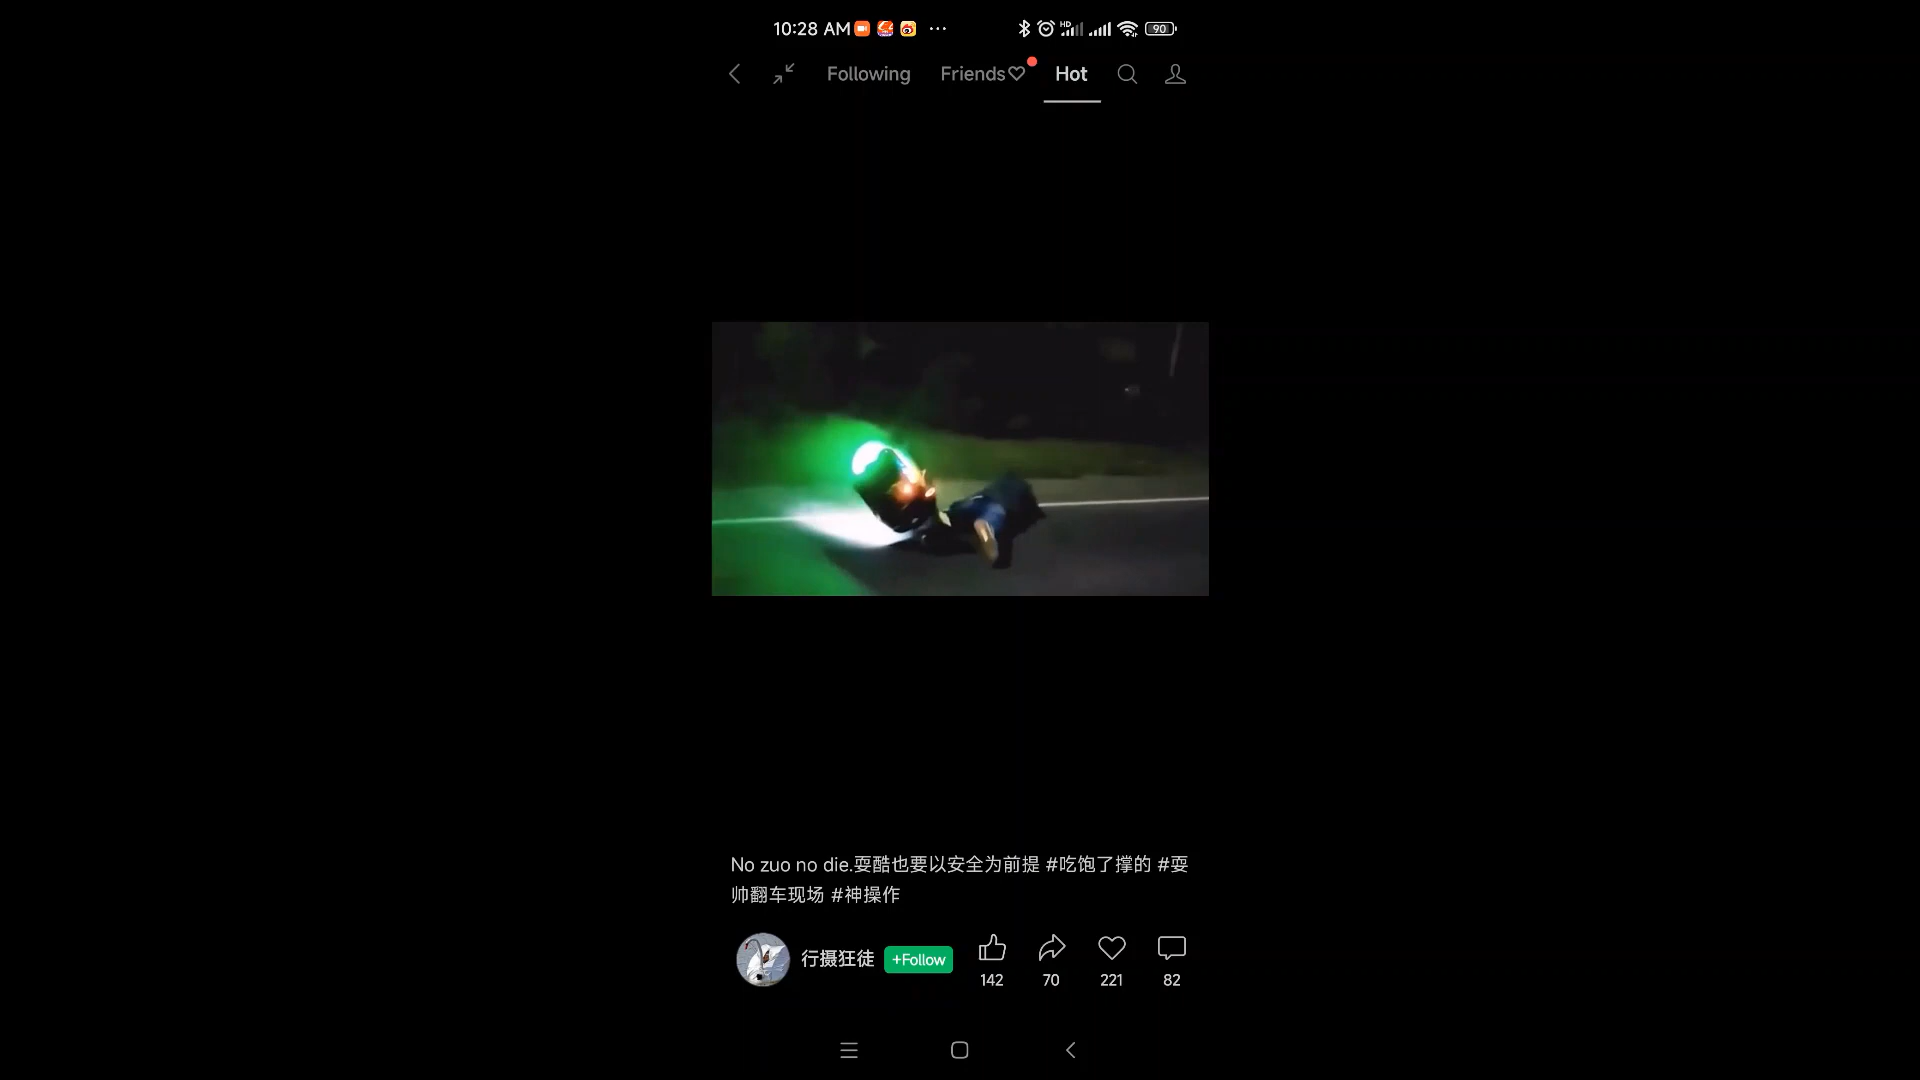 10:28 AM ... HD 90
Following Friends Hot
No zuo no die.耍酷也要以安全为前提 #吃饱了撑的 #耍
帅翻车现场 #神操作
行摄狂徒 +Follow
142 70 221 82